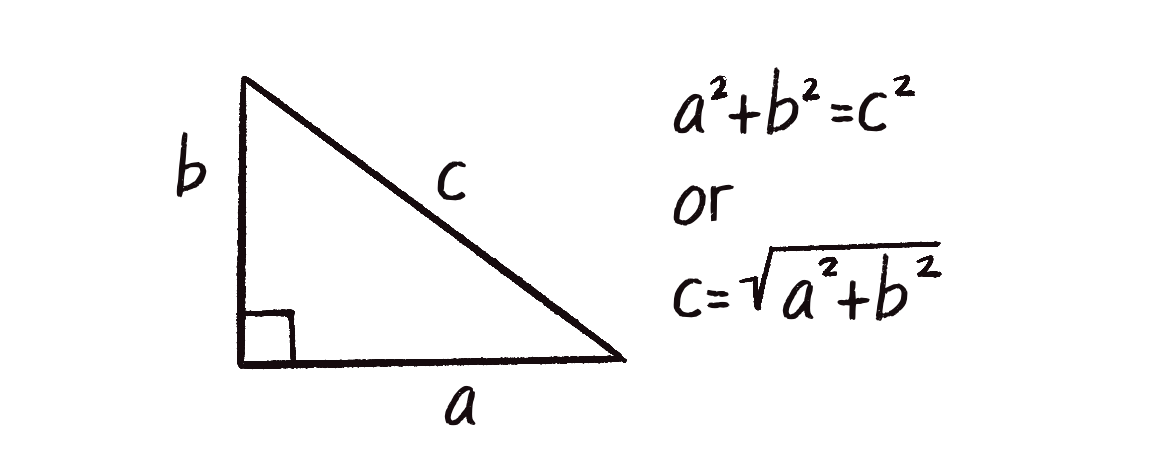 b
c
a
a²+b²=c²
or
c=√a²+b²